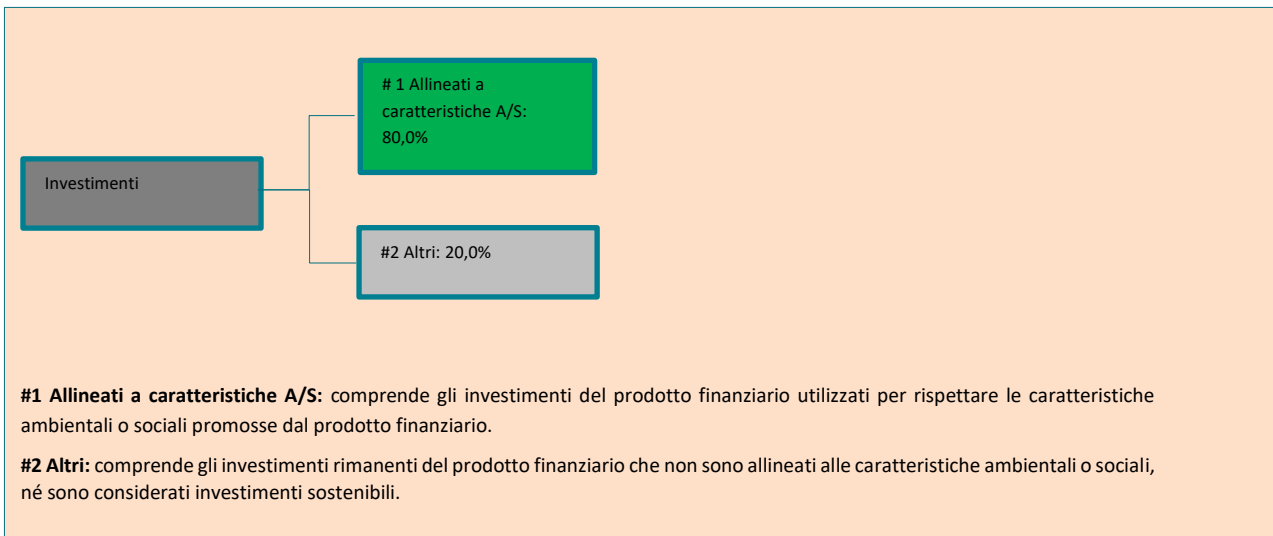 # 1 Allineati a
caratteristiche A/S:
80,0%
Investimenti
#2 Altri: 20,0%
#1 Allineati a caratteristiche A/S: comprende gli investimenti del prodotto finanziario utilizzati per rispettare le caratteristiche
ambientali o sociali promosse dal prodotto finanziario.
#2 Altri: comprende gli investimenti rimanenti del prodotto finanziario che non sono allineati alle caratteristiche ambientali o sociali,
né sono considerati investimenti sostenibili.